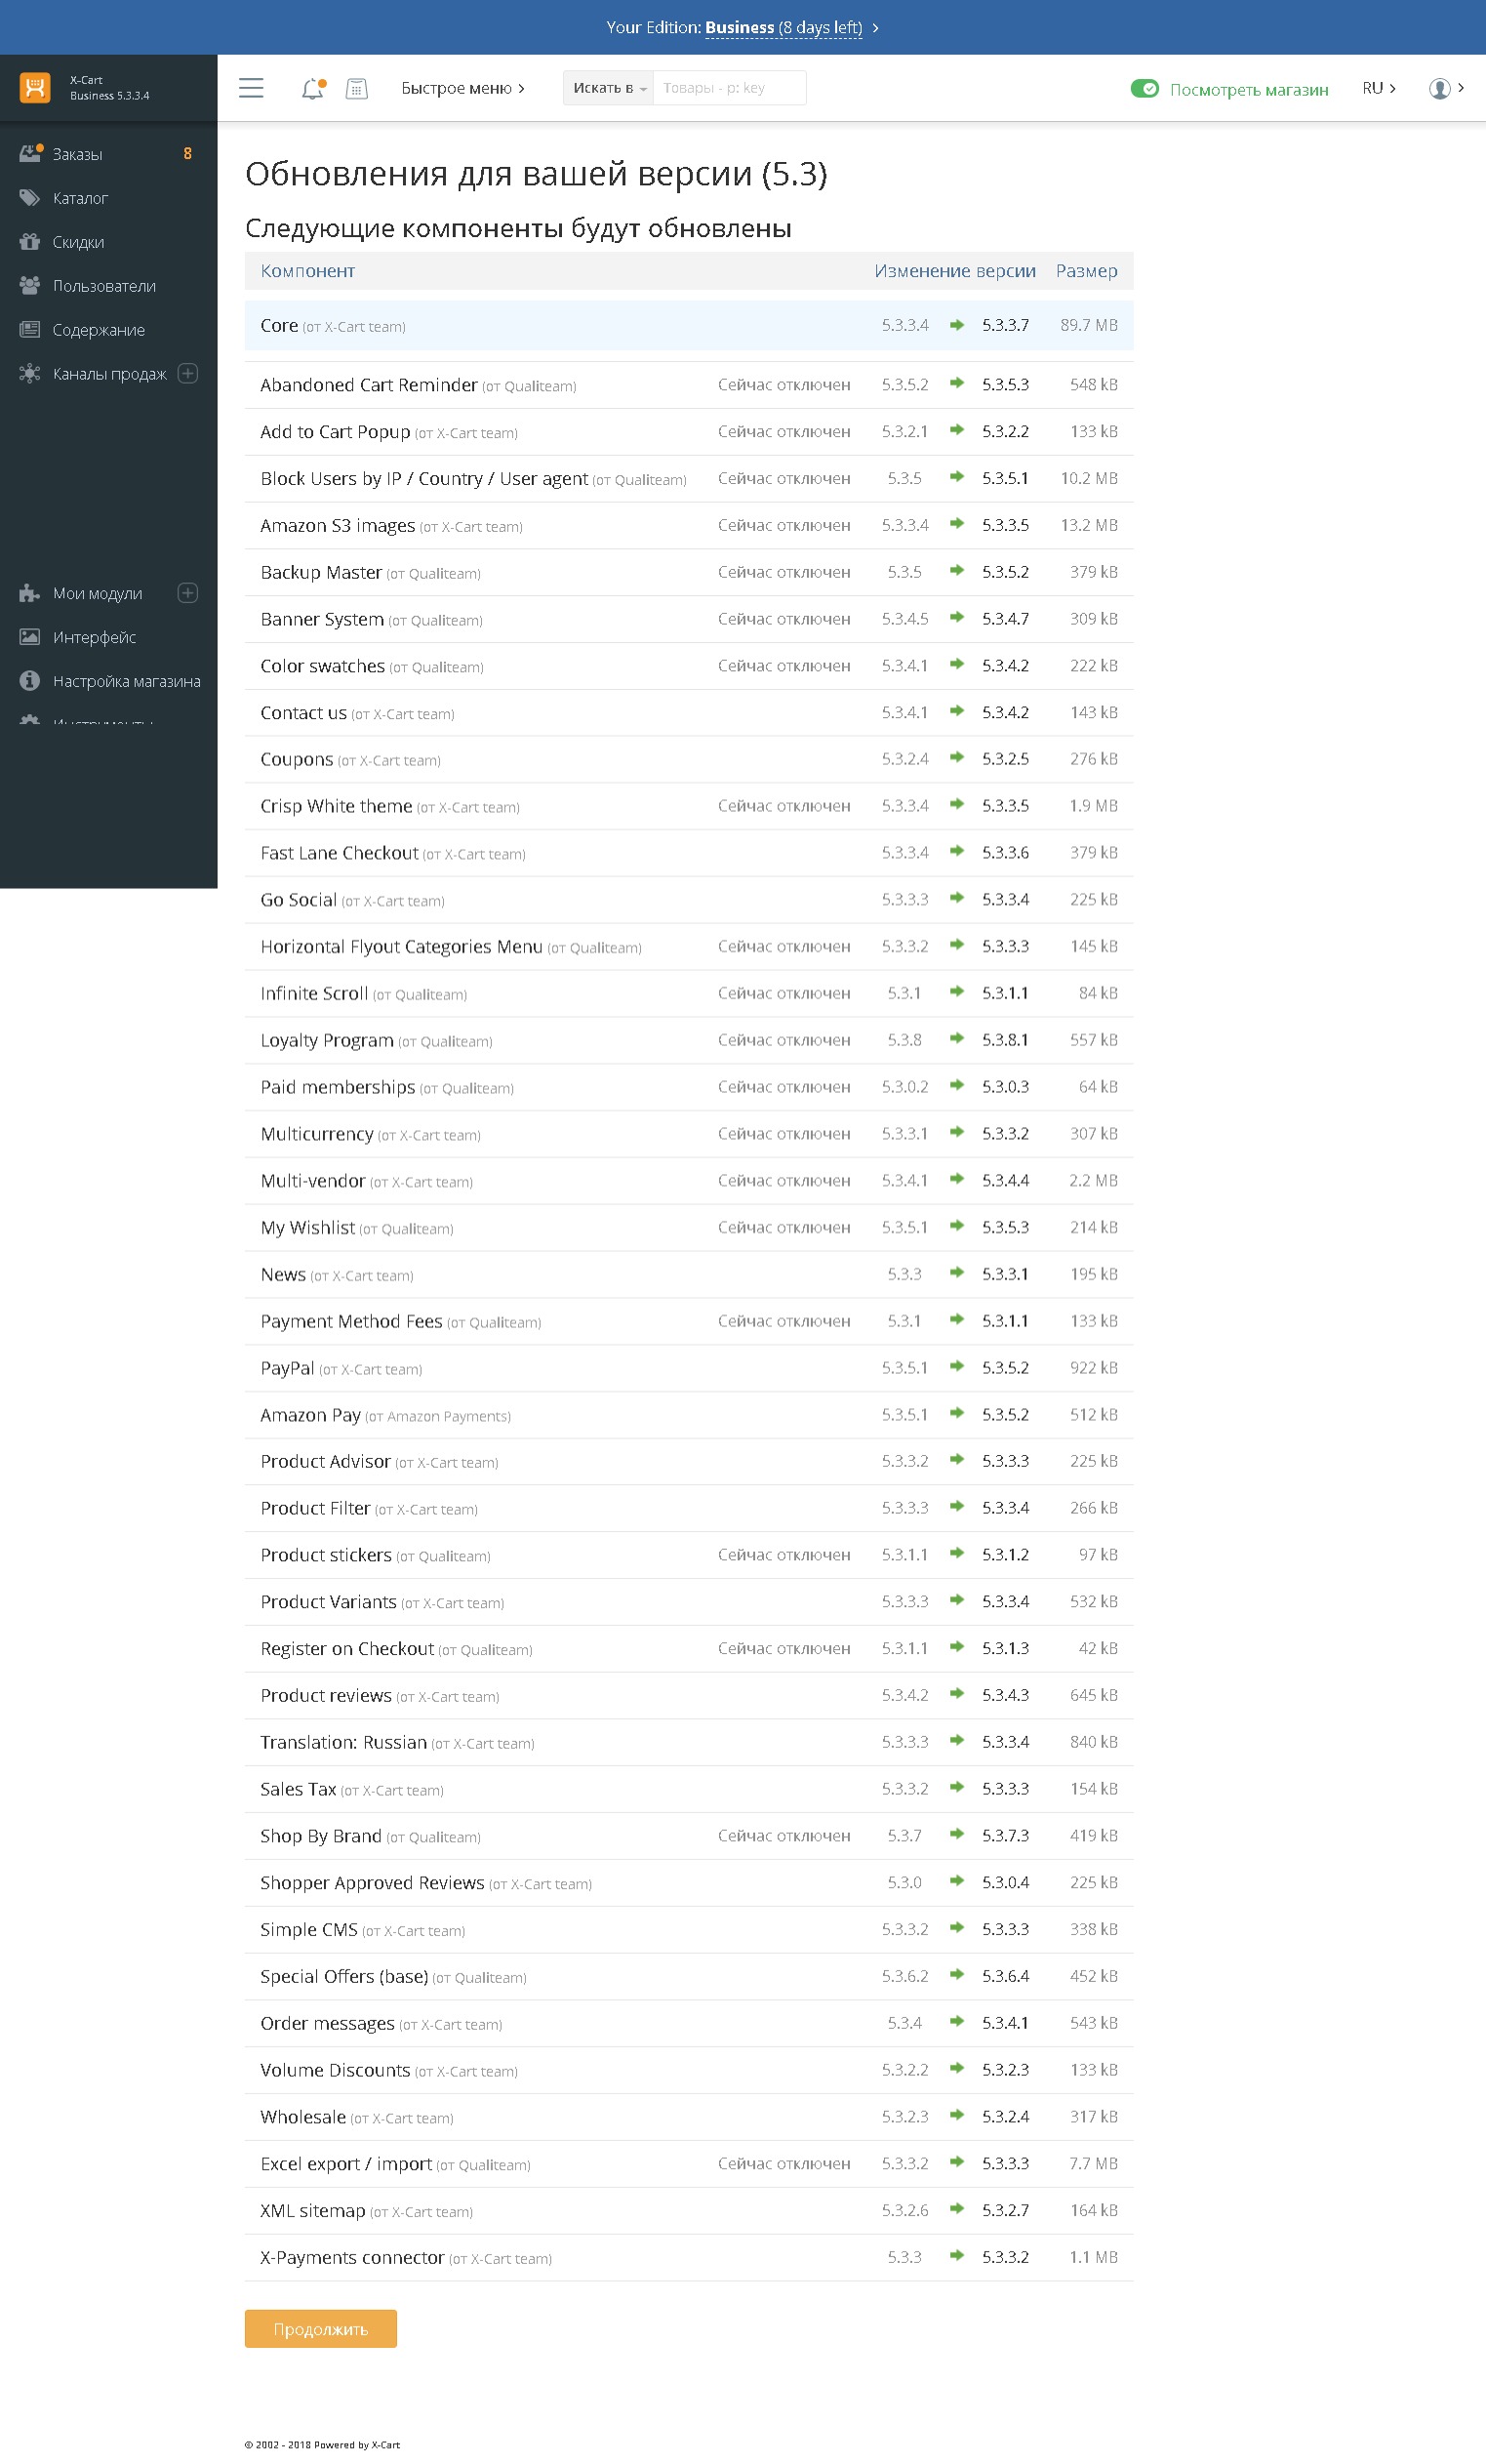 Your Edition: Business (8 days left)
X-Cart
Business 5.3.3.4
Быстрое меню
Искать в
Товары - p: key
Посмотреть магазин
RU
Заказы 8
Каталог
Скидки
Пользователи
Содержание
Каналы продаж
Мои модули
Интерфейс
Настройка магазина
Инструменты
Обновления для вашей версии (5.3)
Следующие компоненты будут обновлены
Компонент Изменение версии Размер
Core (от X-Cart team) 5.3.3.4 5.3.3.7 89.7 MB
Abandoned Cart Reminder (от Qualiteam) Сейчас отключен 5.3.5.2 5.3.5.3 548 kB
Add to Cart Popup (от X-Cart team) Сейчас отключен 5.3.2.1 5.3.2.2 133 kB
Block Users by IP / Country / User agent (от Qualiteam) Сейчас отключен 5.3.5 5.3.5.1 10.2 MB
Amazon S3 images (от X-Cart team) Сейчас отключен 5.3.3.4 5.3.3.5 13.2 MB
Backup Master (от Qualiteam) Сейчас отключен 5.3.5 5.3.5.2 379 kB
Banner System (от Qualiteam) Сейчас отключен 5.3.4.5 5.3.4.7 309 kB
Color swatches (от Qualiteam) Сейчас отключен 5.3.4.1 5.3.4.2 222 kB
Contact us (от X-Cart team) 5.3.4.1 5.3.4.2 143 kB
Coupons (от X-Cart team) 5.3.2.4 5.3.2.5 276 kB
Crisp White theme (от X-Cart team) Сейчас отключен 5.3.3.4 5.3.3.5 1.9 MB
Fast Lane Checkout (от X-Cart team) 5.3.3.4 5.3.3.6 379 kB
Go Social (от X-Cart team) 5.3.3.3 5.3.3.4 225 kB
Horizontal Flyout Categories Menu (от Qualiteam) Сейчас отключен 5.3.3.2 5.3.3.3 145 kB
Infinite Scroll (от Qualiteam) Сейчас отключен 5.3.1 5.3.1.1 84 kB
Loyalty Program (от Qualiteam) Сейчас отключен 5.3.8 5.3.8.1 557 kB
Paid memberships (от Qualiteam) Сейчас отключен 5.3.0.2 5.3.0.3 64 kB
Multicurrency (от X-Cart team) Сейчас отключен 5.3.3.1 5.3.3.2 307 kB
Multi-vendor (от X-Cart team) Сейчас отключен 5.3.4.1 5.3.4.4 2.2 MB
My Wishlist (от Qualiteam) Сейчас отключен 5.3.5.1 5.3.5.3 214 kB
News (от X-Cart team) 5.3.3 5.3.3.1 195 kB
Payment Method Fees (от Qualiteam) Сейчас отключен 5.3.1 5.3.1.1 133 kB
PayPal (от X-Cart team) 5.3.5.1 5.3.5.2 922 kB
Amazon Pay (от Amazon Payments) 5.3.5.1 5.3.5.2 512 kB
Product Advisor (от X-Cart team) 5.3.3.2 5.3.3.3 225 kB
Product Filter (от X-Cart team) 5.3.3.3 5.3.3.4 266 kB
Product stickers (от Qualiteam) Сейчас отключен 5.3.1.1 5.3.1.2 97 kB
Product Variants (от X-Cart team) 5.3.3.3 5.3.3.4 532 kB
Register on Checkout (от Qualiteam) Сейчас отключен 5.3.1.1 5.3.1.3 42 kB
Product reviews (от X-Cart team) 5.3.4.2 5.3.4.3 645 kB
Translation: Russian (от X-Cart team) 5.3.3.3 5.3.3.4 840 kB
Sales Tax (от X-Cart team) 5.3.3.2 5.3.3.3 154 kB
Shop By Brand (от Qualiteam) Сейчас отключен 5.3.7 5.3.7.3 419 kB
Shopper Approved Reviews (от X-Cart team) 5.3.0 5.3.0.4 225 kB
Simple CMS (от X-Cart team) 5.3.3.2 5.3.3.3 338 kB
Special Offers (base) (от Qualiteam) 5.3.6.2 5.3.6.4 452 kB
Order messages (от X-Cart team) 5.3.4 5.3.4.1 543 kB
Volume Discounts (от X-Cart team) 5.3.2.2 5.3.2.3 133 kB
Wholesale (от X-Cart team) 5.3.2.3 5.3.2.4 317 kB
Excel export / import (от Qualiteam) Сейчас отключен 5.3.3.2 5.3.3.3 7.7 MB
XML sitemap (от X-Cart team) 5.3.2.6 5.3.2.7 164 kB
X-Payments connector (от X-Cart team) 5.3.3 5.3.3.2 1.1 MB
Продолжить
© 2002 - 2018 Powered by X-Cart